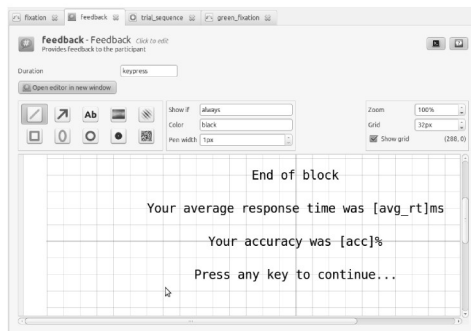 fixation feedback trial_sequence green_fixation
feedback - Feedback Click to edit
Provides feedback to the participant
Duration keypress
Open editor in new window
Show if always
Color black
Pen width 1px
Zoom 100%
Grid 32px
Show grid (288, 0)
Ab
End of block
Your average response time was [avg_rt]ms
Your accuracy was [acc]%
Press any key to continue...